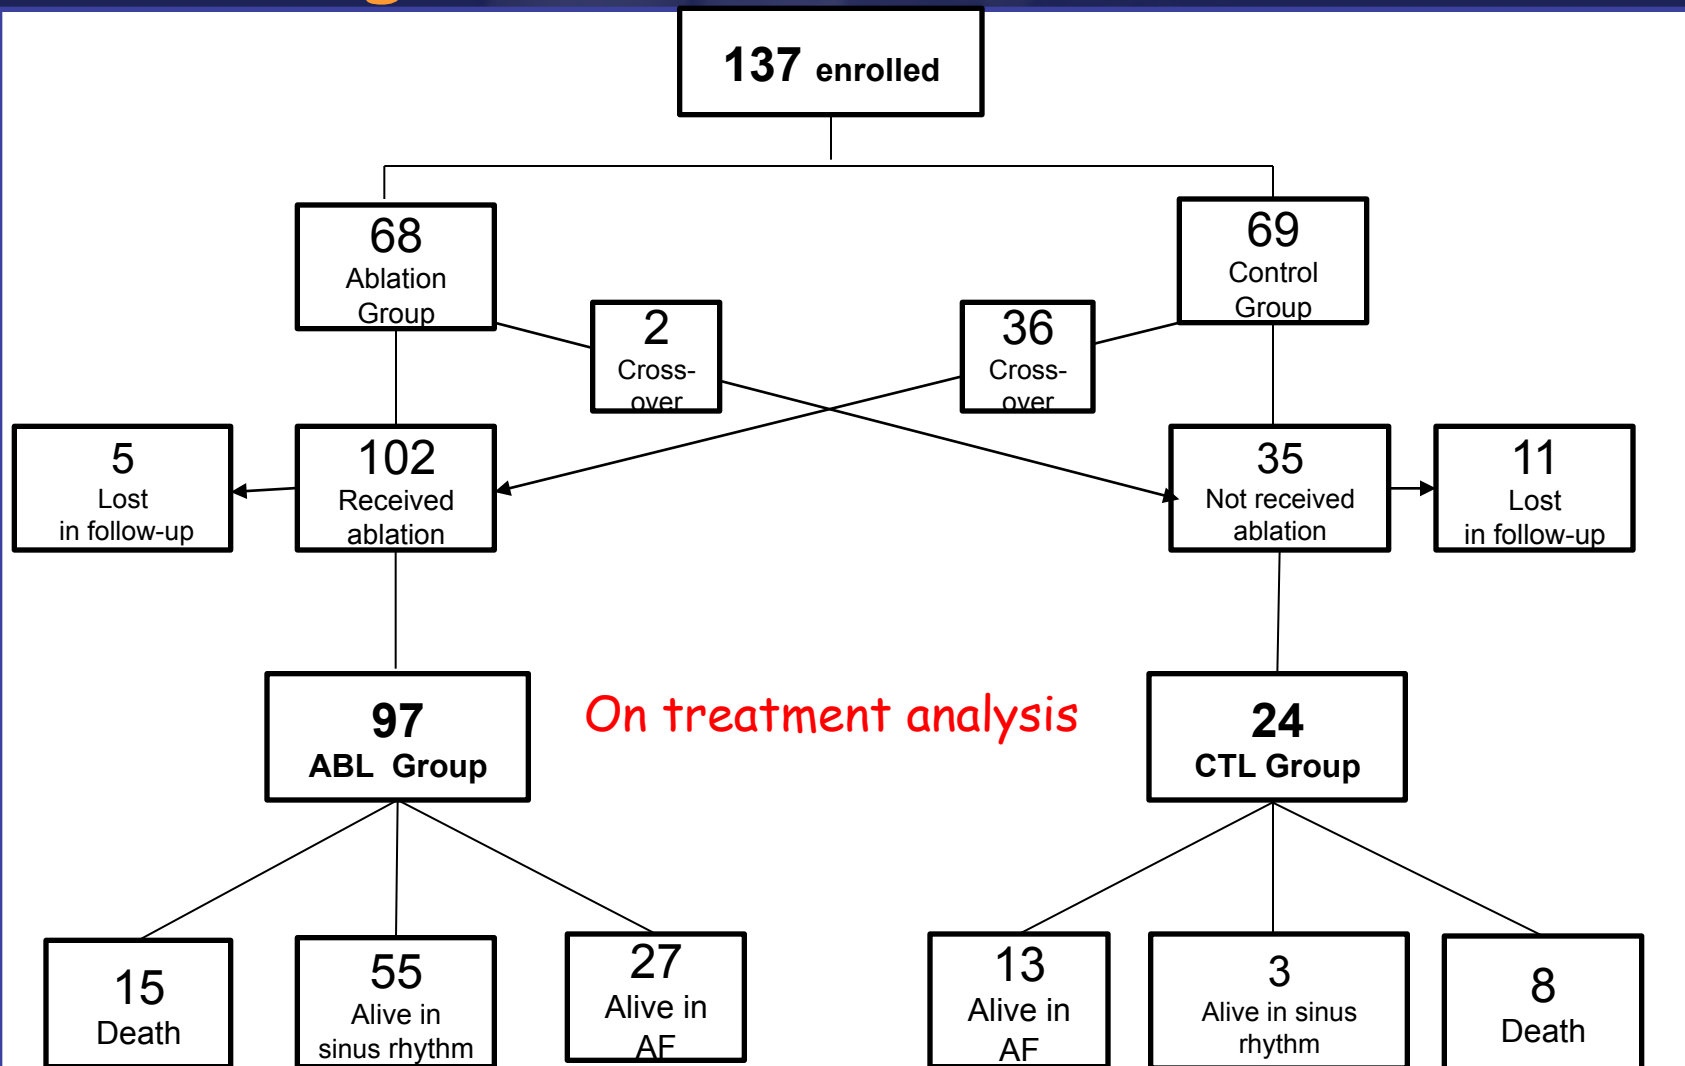 137 enrolled
68
Ablation
Group
69
Control
Group
2
Cross-
over
36
Cross-
over
5
Lost
in follow-up
102
Received
ablation
35
Not received
ablation
11
Lost
in follow-up
97
ABL Group
On treatment analysis
24
CTL Group
15
Death
55
Alive in
sinus rhythm
27
Alive in
AF
13
Alive in
AF
3
Alive in sinus
rhythm
8
Death